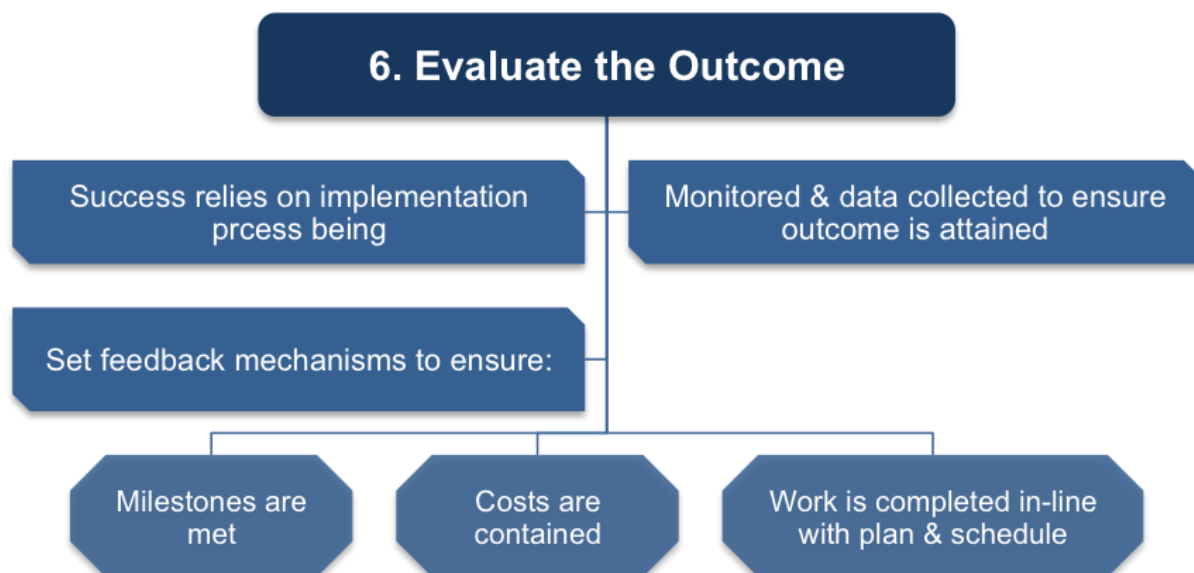 6. Evaluate the Outcome
Success relies on implementation
prcess being
Monitored & data collected to ensure
outcome is attained
Set feedback mechanisms to ensure:
Milestones are
met
Costs are
contained
Work is completed in-line
with plan & schedule